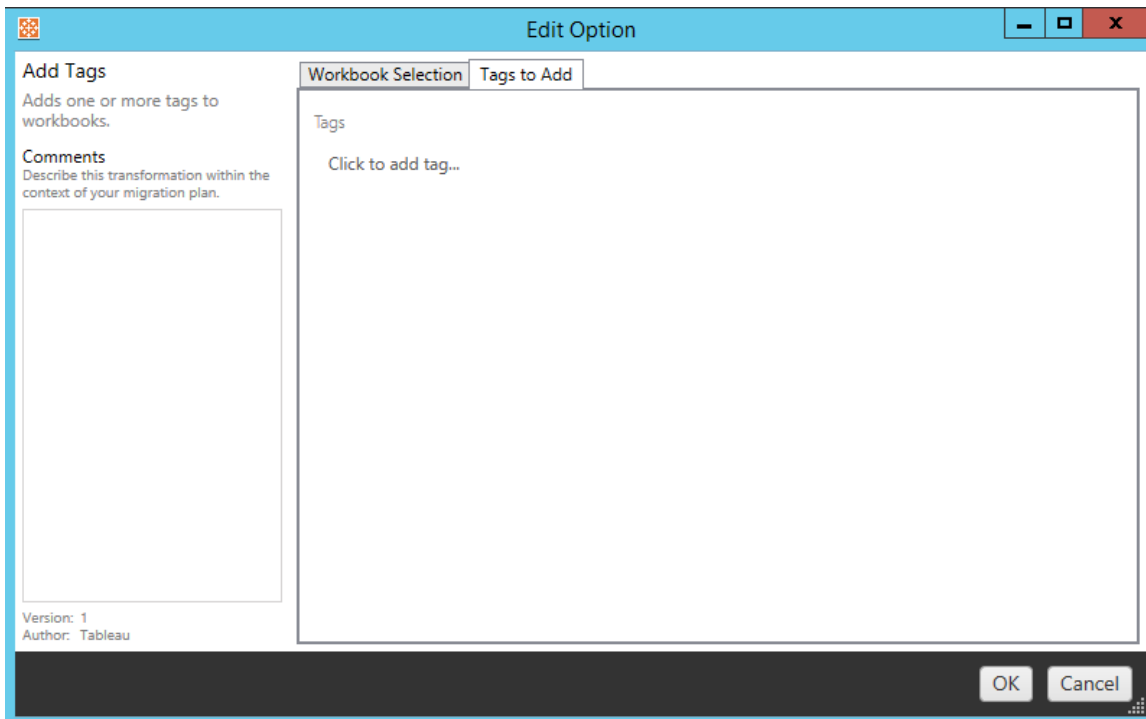 Edit Option
Add Tags
Adds one or more tags to
workbooks.
Comments
Describe this transformation within the
context of your migration plan.
Version: 1
Author: Tableau
Workbook Selection
Tags to Add
Tags
Click to add tag...
OK
Cancel